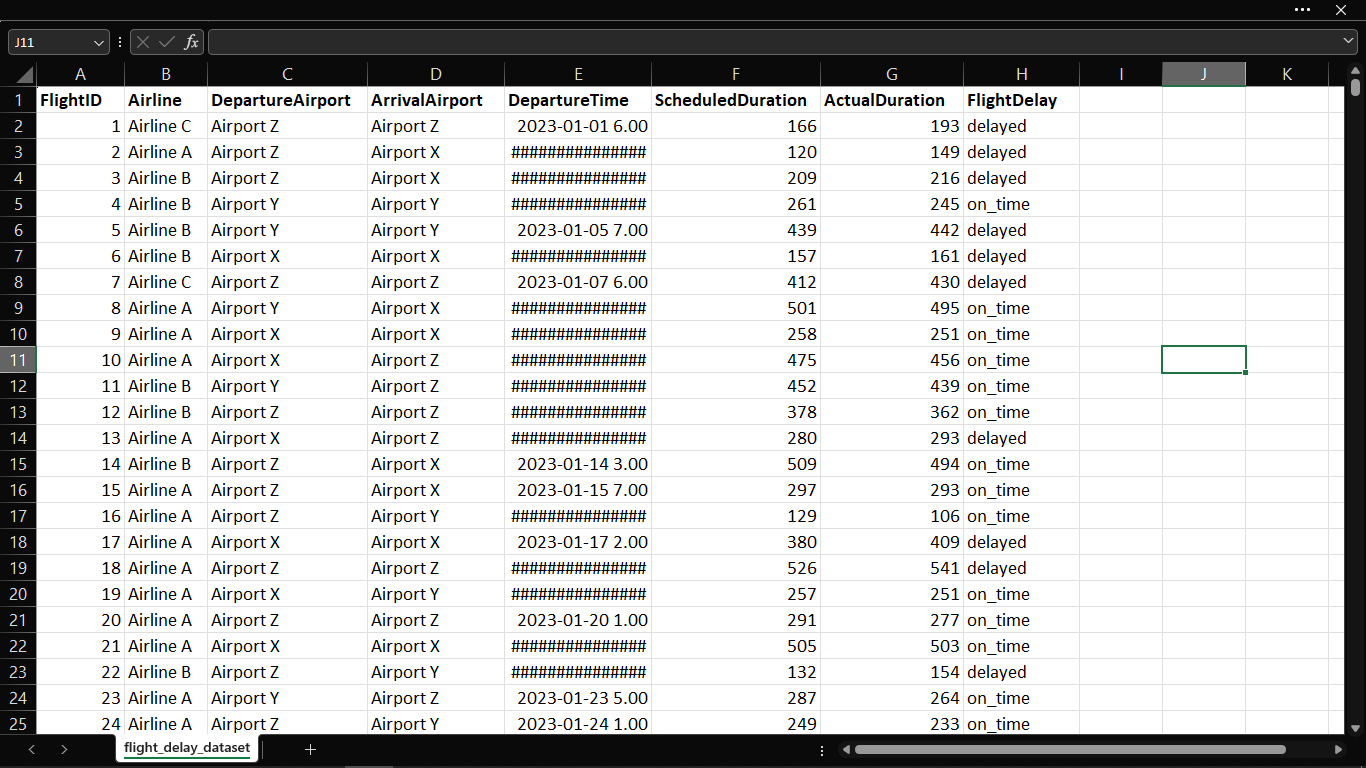 J11 fx
A B C D E F G H I J K
1 FlightID Airline DepartureAirport ArrivalAirport DepartureTime ScheduledDuration ActualDuration FlightDelay
2 1 Airline C Airport Z Airport Z 2023-01-01 6.00 166 193 delayed
3 2 Airline A Airport Z Airport X ############### 120 149 delayed
4 3 Airline B Airport Z Airport X ############### 209 216 delayed
5 4 Airline B Airport Y Airport Y ############### 261 245 on_time
6 5 Airline B Airport Y Airport Y 2023-01-05 7.00 439 442 delayed
7 6 Airline B Airport X Airport X ############### 157 161 delayed
8 7 Airline C Airport Z Airport Z 2023-01-07 6.00 412 430 delayed
9 8 Airline A Airport Y Airport X ############### 501 495 on_time
10 9 Airline A Airport X Airport X ############### 258 251 on_time
11 10 Airline A Airport X Airport Z ############### 475 456 on_time
12 11 Airline B Airport Y Airport Z ############### 452 439 on_time
13 12 Airline B Airport Z Airport Z ############### 378 362 on_time
14 13 Airline A Airport X Airport Z ############### 280 293 delayed
15 14 Airline B Airport Z Airport X 2023-01-14 3.00 509 494 on_time
16 15 Airline A Airport Z Airport X 2023-01-15 7.00 297 293 on_time
17 16 Airline A Airport Z Airport Y ############### 129 106 on_time
18 17 Airline A Airport X Airport X 2023-01-17 2.00 380 409 delayed
19 18 Airline A Airport Z Airport Z ############### 526 541 delayed
20 19 Airline A Airport X Airport Y ############### 257 251 on_time
21 20 Airline A Airport Z Airport Z 2023-01-20 1.00 291 277 on_time
22 21 Airline A Airport X Airport X ############### 505 503 on_time
23 22 Airline B Airport Z Airport Y ############### 132 154 delayed
24 23 Airline A Airport Y Airport Z 2023-01-23 5.00 287 264 on_time
25 24 Airline A Airport Z Airport Y 2023-01-24 1.00 249 233 on_time
flight_delay_dataset